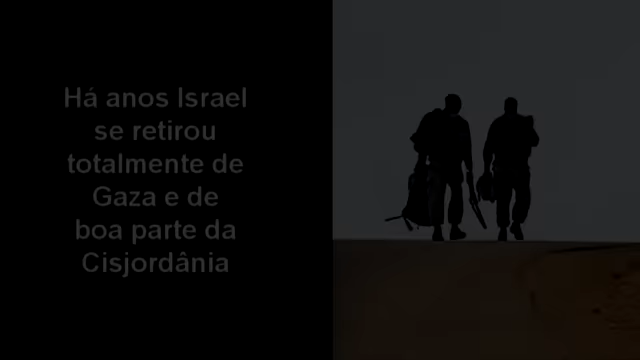 Há anos Israel
se retirou
totalmente de
Gaza e de
boa parte da
Cisjordânia